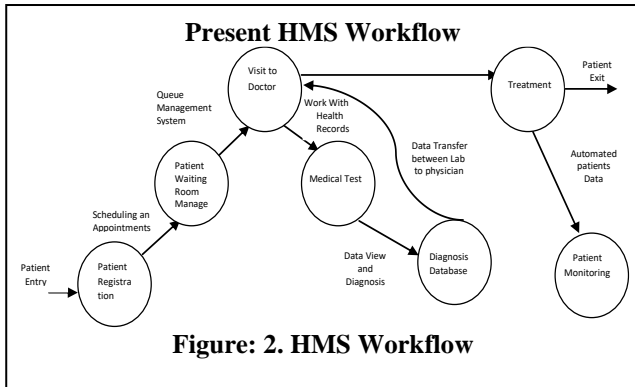 Present HMS Workflow
Visit to
Doctor
Treatment
Patient
Exit
Queue
Management
System
Work With
Health
Records
Data Transfer
between Lab
to physician
Automated
patients
Data
Patient
Waiting
Room
Manage
Medical Test
Scheduling an
Appointments
Patient
Entry
Patient
Registra
tion
Data View
and
Diagnosis
Diagnosis
Database
Patient
Monitoring
Figure: 2. HMS Workflow